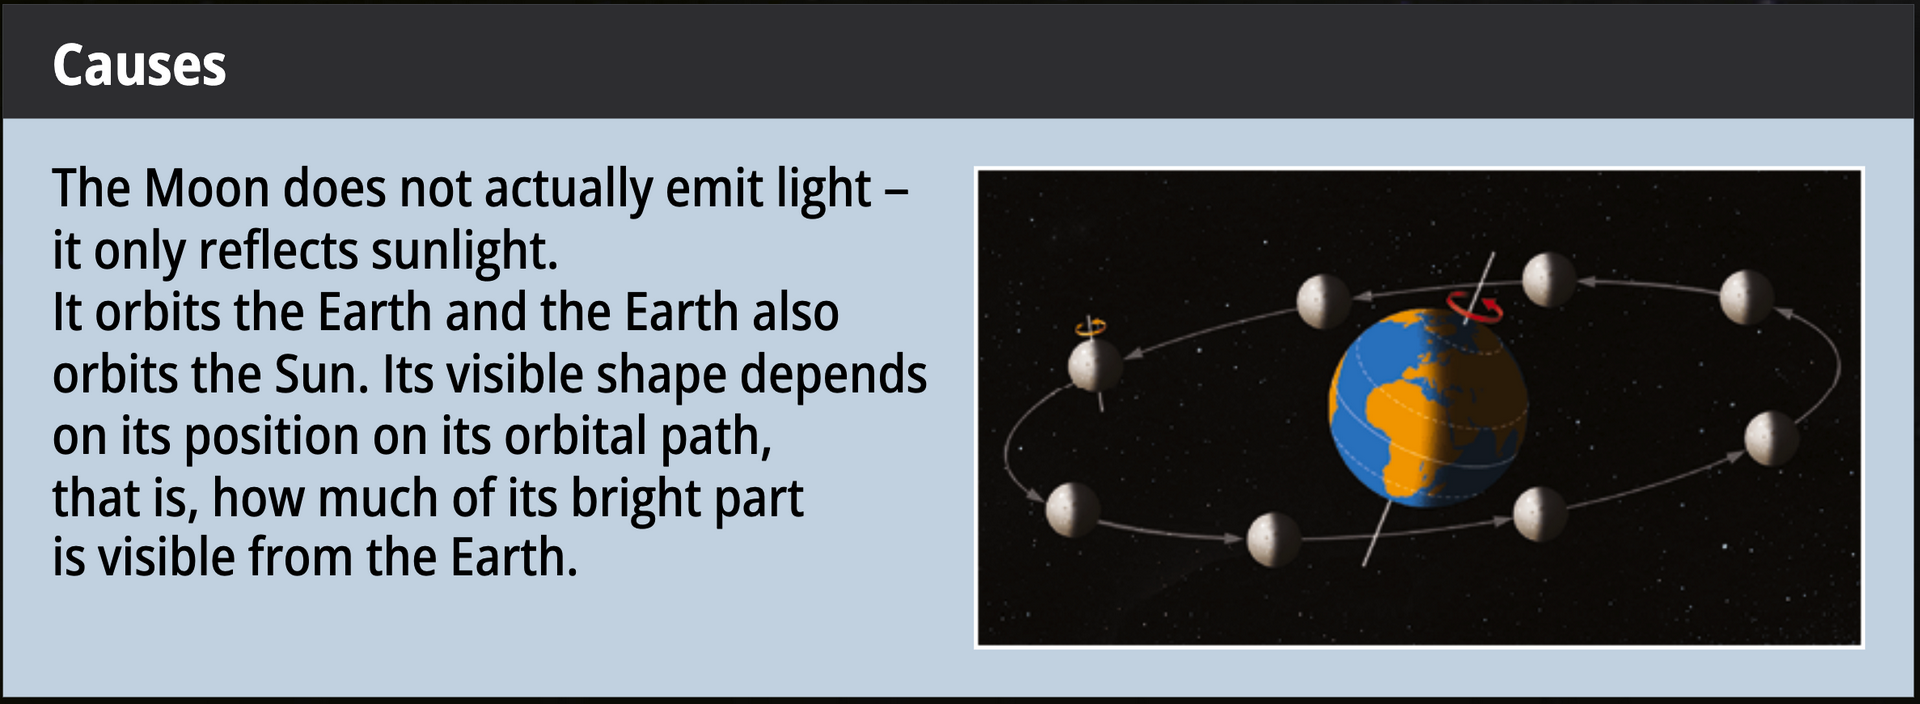 Causes
The Moon does not actually emit light –
it only reflects sunlight.
It orbits the Earth and the Earth also
orbits the Sun. Its visible shape depends
on its position on its orbital path,
that is, how much of its bright part
is visible from the Earth.